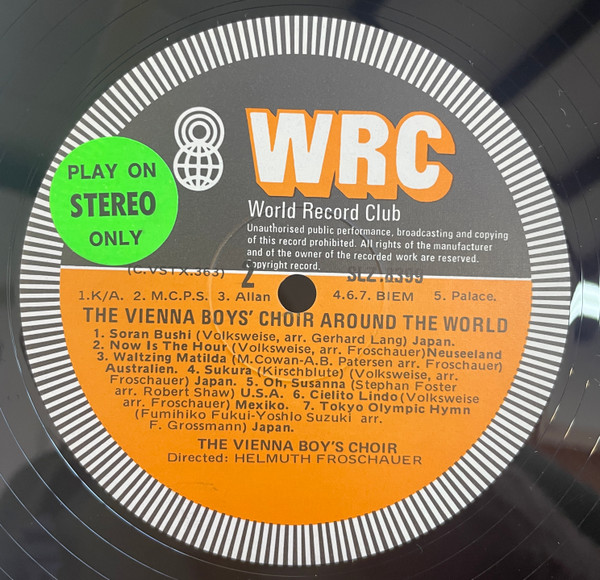 WRC
World Record Club
Unauthorised public performance, broadcasting and copying
of this record prohibited. All rights of the manufacturer
and of the owner of the recorded work are reserved.
Copyright record.
PLAY ON
STEREO
ONLY
(C.VSTX.363) 2 SLZ 8399
1.K/A. 2. M.C.P.S. 3. Allan 4.6.7. BIEM 5. Palace.
THE VIENNA BOYS' CHOIR AROUND THE WORLD
1. Soran Bushi (Volksweise, arr. Gerhard Lang) Japan.
2. Now Is The Hour (Volksweise, arr. Froschauer) Neuseeland
3. Waltzing Matilda (M.Cowan-A.B. Patersen arr. Froschauer)
Australien. 4. Sukura (Kirschblute) (Volksweise, arr.
Froschauer) Japan. 5. Oh, Susanna (Stephan Foster
arr. Robert Shaw) U.S.A. 6. Cielito Lindo (Volksweise
arr. Froschauer) Mexiko. 7. Tokyo Olympic Hymn
(Fumihiko Fukui-Yoshlo Suzuki arr.
F. Grossmann) Japan.
THE VIENNA BOY'S CHOIR
Directed: HELMUTH FROSCHAUER